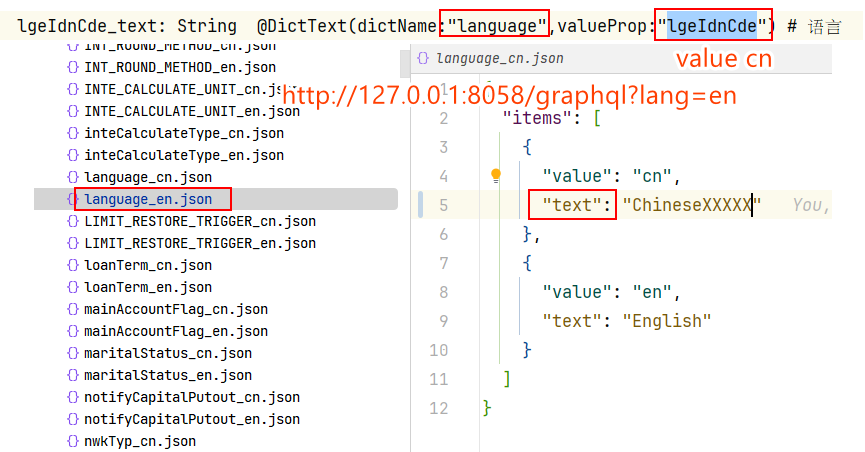 lgeIdnCde_text: String  @DictText(dictName:"language",valueProp:"lgeIdnCde") # 语言
value cn
http://127.0.0.1:8058/graphql?lang=en
{} INT_ROUND_METHOD_cn.json
{} INT_ROUND_METHOD_en.json
{} INTE_CALCULATE_UNIT_cn.json
{} INTE_CALCULATE_UNIT_en.json
{} inteCalculateType_cn.json
{} inteCalculateType_en.json
{} language_cn.json
{} language_en.json
{} LIMIT_RESTORE_TRIGGER_cn.json
{} LIMIT_RESTORE_TRIGGER_en.json
{} loanTerm_cn.json
{} loanTerm_en.json
{} mainAccountFlag_cn.json
{} mainAccountFlag_en.json
{} maritalStatus_cn.json
{} maritalStatus_en.json
{} notifyCapitalPutout_cn.json
{} notifyCapitalPutout_en.json
{} nwkTyp_cn.json
{} language_cn.json
1
2 "items": [
3 {
4 "value": "cn",
5 "text": "ChineseXXXXX" You,
6 },
7 {
8 "value": "en",
9 "text": "English"
10 }
11 ]
12 }